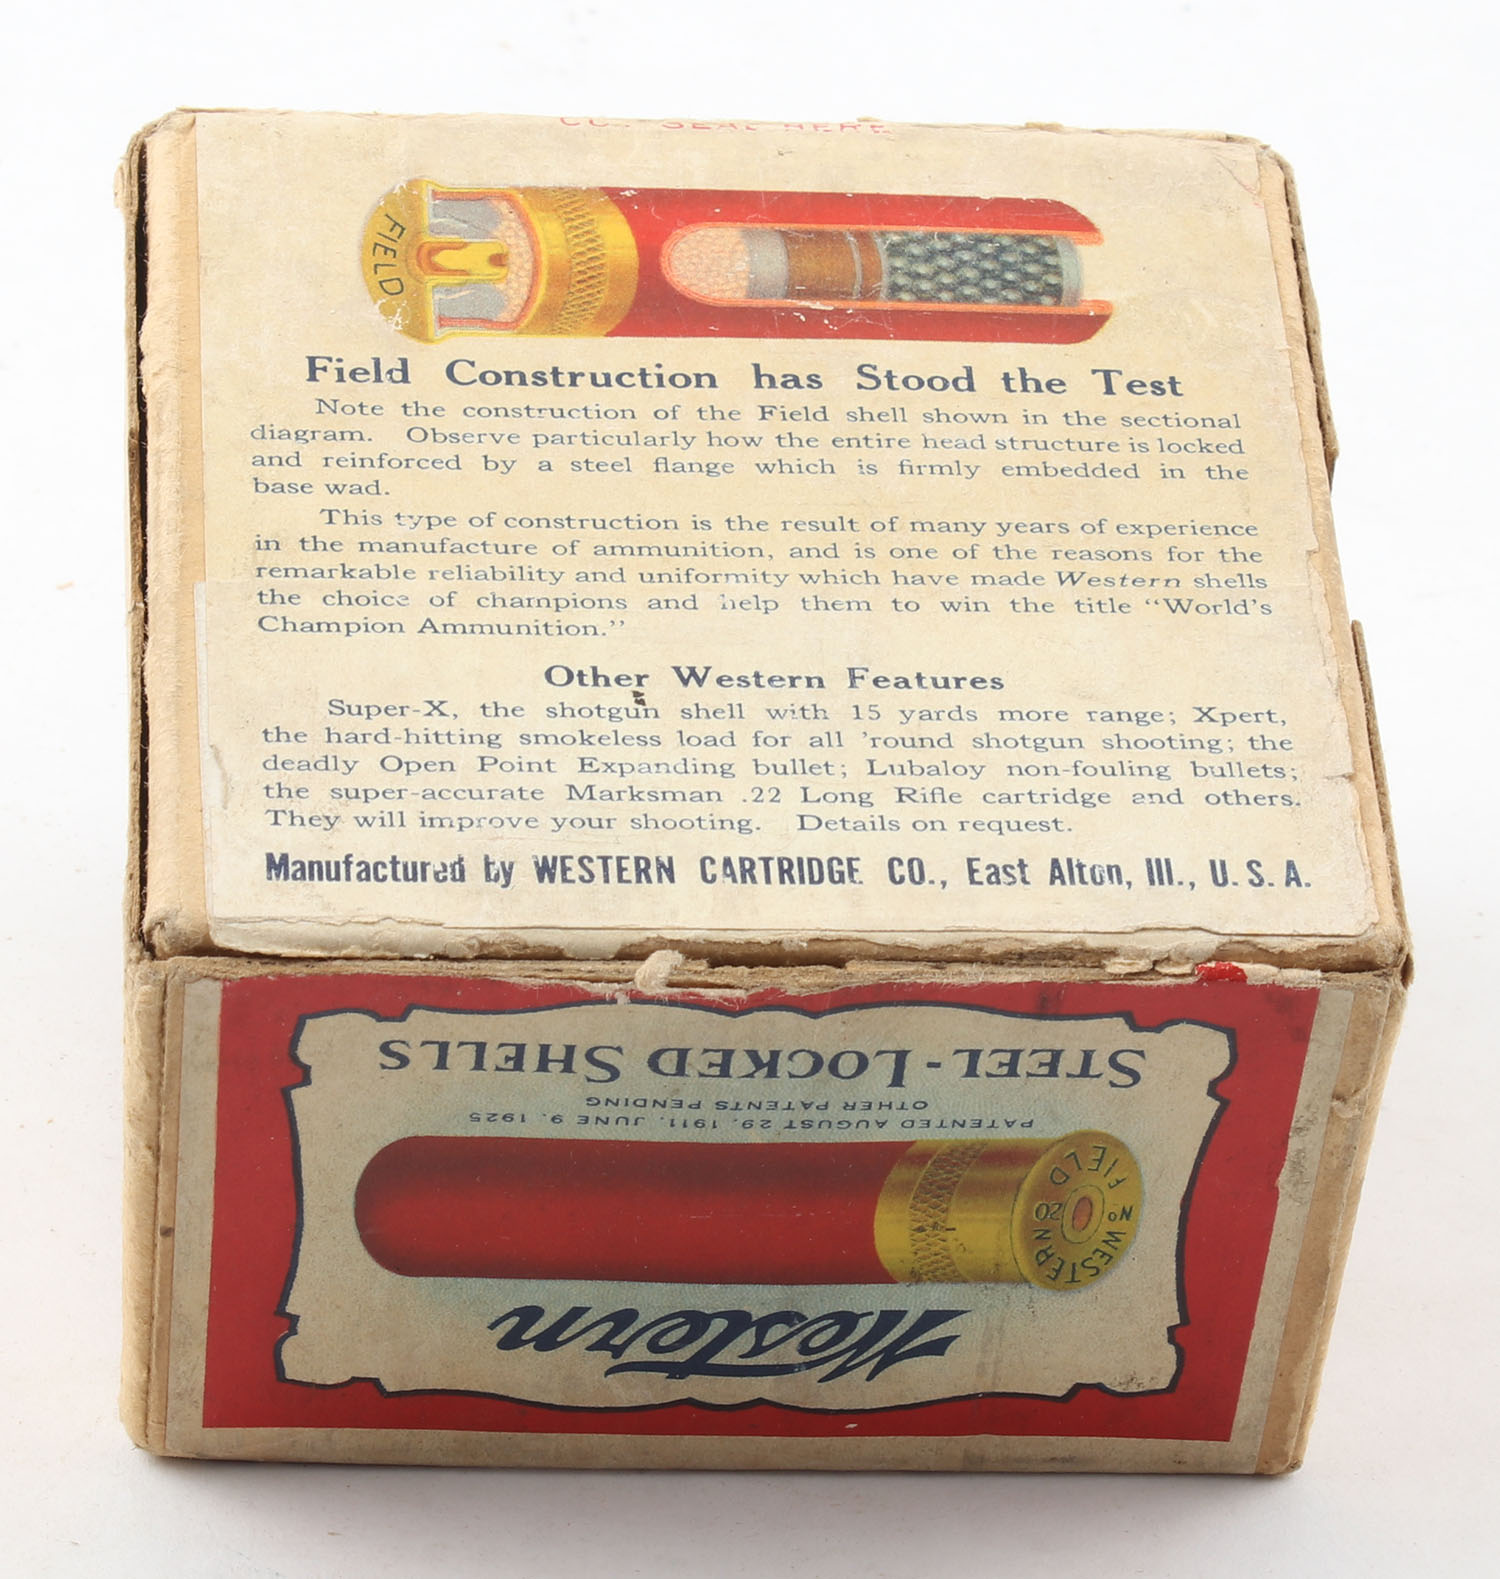 CO. SEAL HERE
FIELD
Field Construction has Stood the Test
Note the construction of the Field shell shown in the sectional
diagram. Observe particularly how the entire head structure is locked
and reinforced by a steel flange which is firmly embedded in the
base wad.
This type of construction is the result of many years of experience
in the manufacture of ammunition, and is one of the reasons for the
remarkable reliability and uniformity which have made Western shells
the choice of champions and help them to win the title "World's
Champion Ammunition."
Other Western Features
Super-X, the shotgun shell with 15 yards more range; Xpert,
the hard-hitting smokeless load for all 'round shotgun shooting; the
deadly Open Point Expanding bullet; Lubaloy non-fouling bullets;
the super-accurate Marksman .22 Long Rifle cartridge and others.
They will improve your shooting. Details on request.
Manufactured by WESTERN CARTRIDGE CO., East Alton, Ill., U. S. A.
Western
WESTERN
No 20
FIELD
PATENTED AUGUST 29, 1911, JUNE 9, 1925
OTHER PATENTS PENDING
STEEL-LOCKED SHELLS